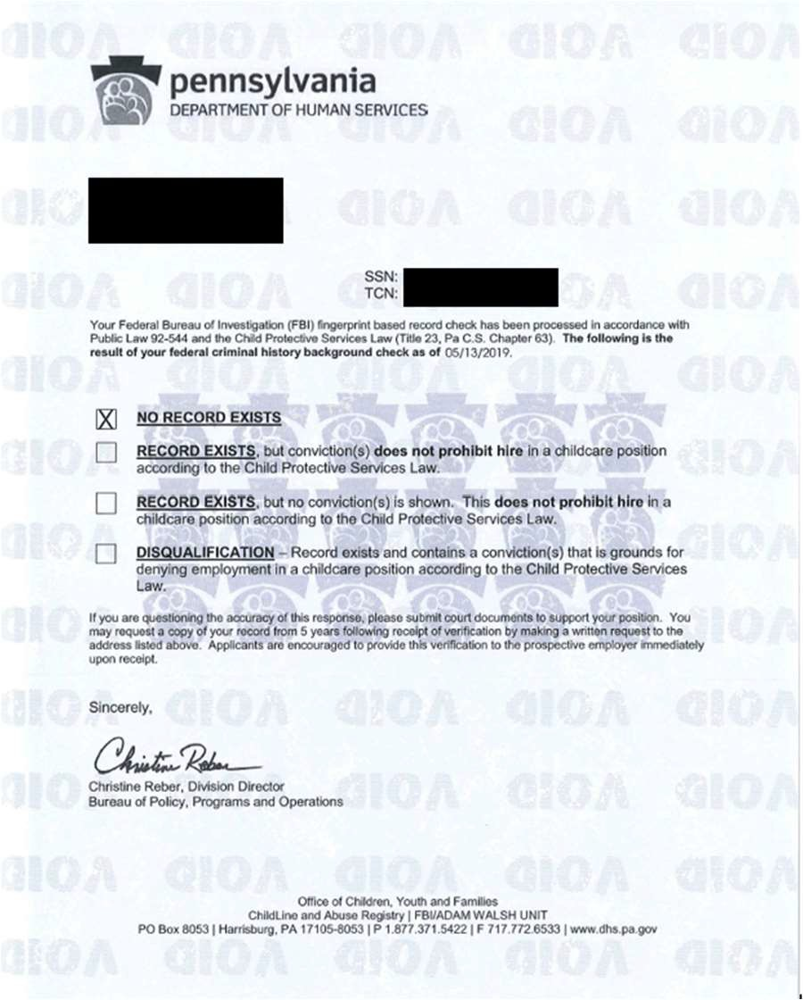 pennsylvania
DEPARTMENT OF HUMAN SERVICES
SSN:
TCN:
Your Federal Bureau of Investigation (FBI) fingerprint based record check has been processed in accordance with
Public Law 92-544 and the Child Protective Services Law (Title 23, Pa C.S. Chapter 63). The following is the
result of your federal criminal history background check as of 05/13/2019.
X NO RECORD EXISTS
RECORD EXISTS, but conviction(s) does not prohibit hire in a childcare position
according to the Child Protective Services Law.
RECORD EXISTS, but no conviction(s) is shown. This does not prohibit hire in a
childcare position according to the Child Protective Services Law.
DISQUALIFICATION – Record exists and contains a conviction(s) that is grounds for
denying employment in a childcare position according to the Child Protective Services
Law.
If you are questioning the accuracy of this response, please submit court documents to support your position. You
may request a copy of your record from 5 years following receipt of verification by making a written request to the
address listed above. Applicants are encouraged to provide this verification to the prospective employer immediately
upon receipt.
Sincerely,
Christine Reber
Christine Reber, Division Director
Bureau of Policy, Programs and Operations
Office of Children, Youth and Families
ChildLine and Abuse Registry | FBI/ADAM WALSH UNIT
PO Box 8053 | Harrisburg, PA 17105-8053 | P 1.877.371.5422 | F 717.772.6533 | www.dhs.pa.gov
VOID